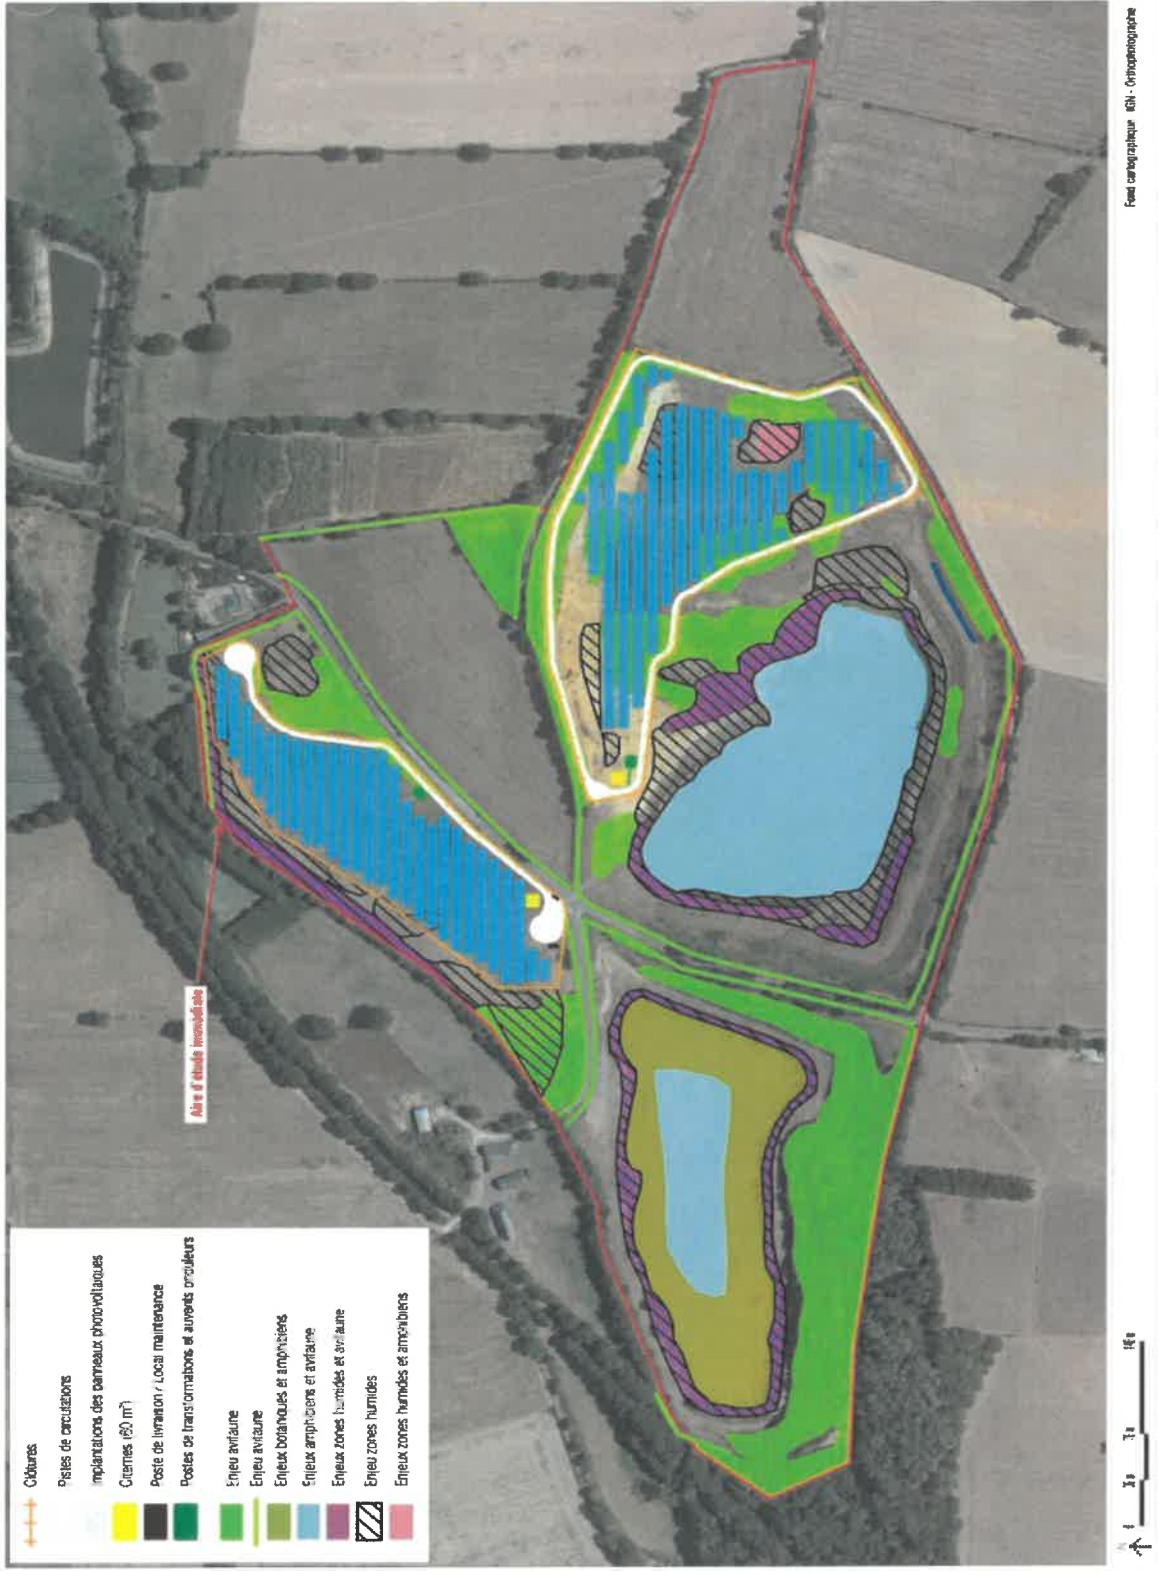 Clôtures
Pistes de circulations
Implantations des panneaux photovoltaïques
Citernes (60 m³)
Poste de livraison / Local maintenance
Postes de transformations et auvents onduleurs
Enjeu avifaune
Enjeu avifaune
Enjeux botaniques et amphibiens
Enjeux amphibiens et avifaune
Enjeux zones humides et avifaune
Enjeu zones humides
Enjeux zones humides et amphibiens
Aire d'étude immédiate
N
Fond cartographique IGN - Orthophotographie